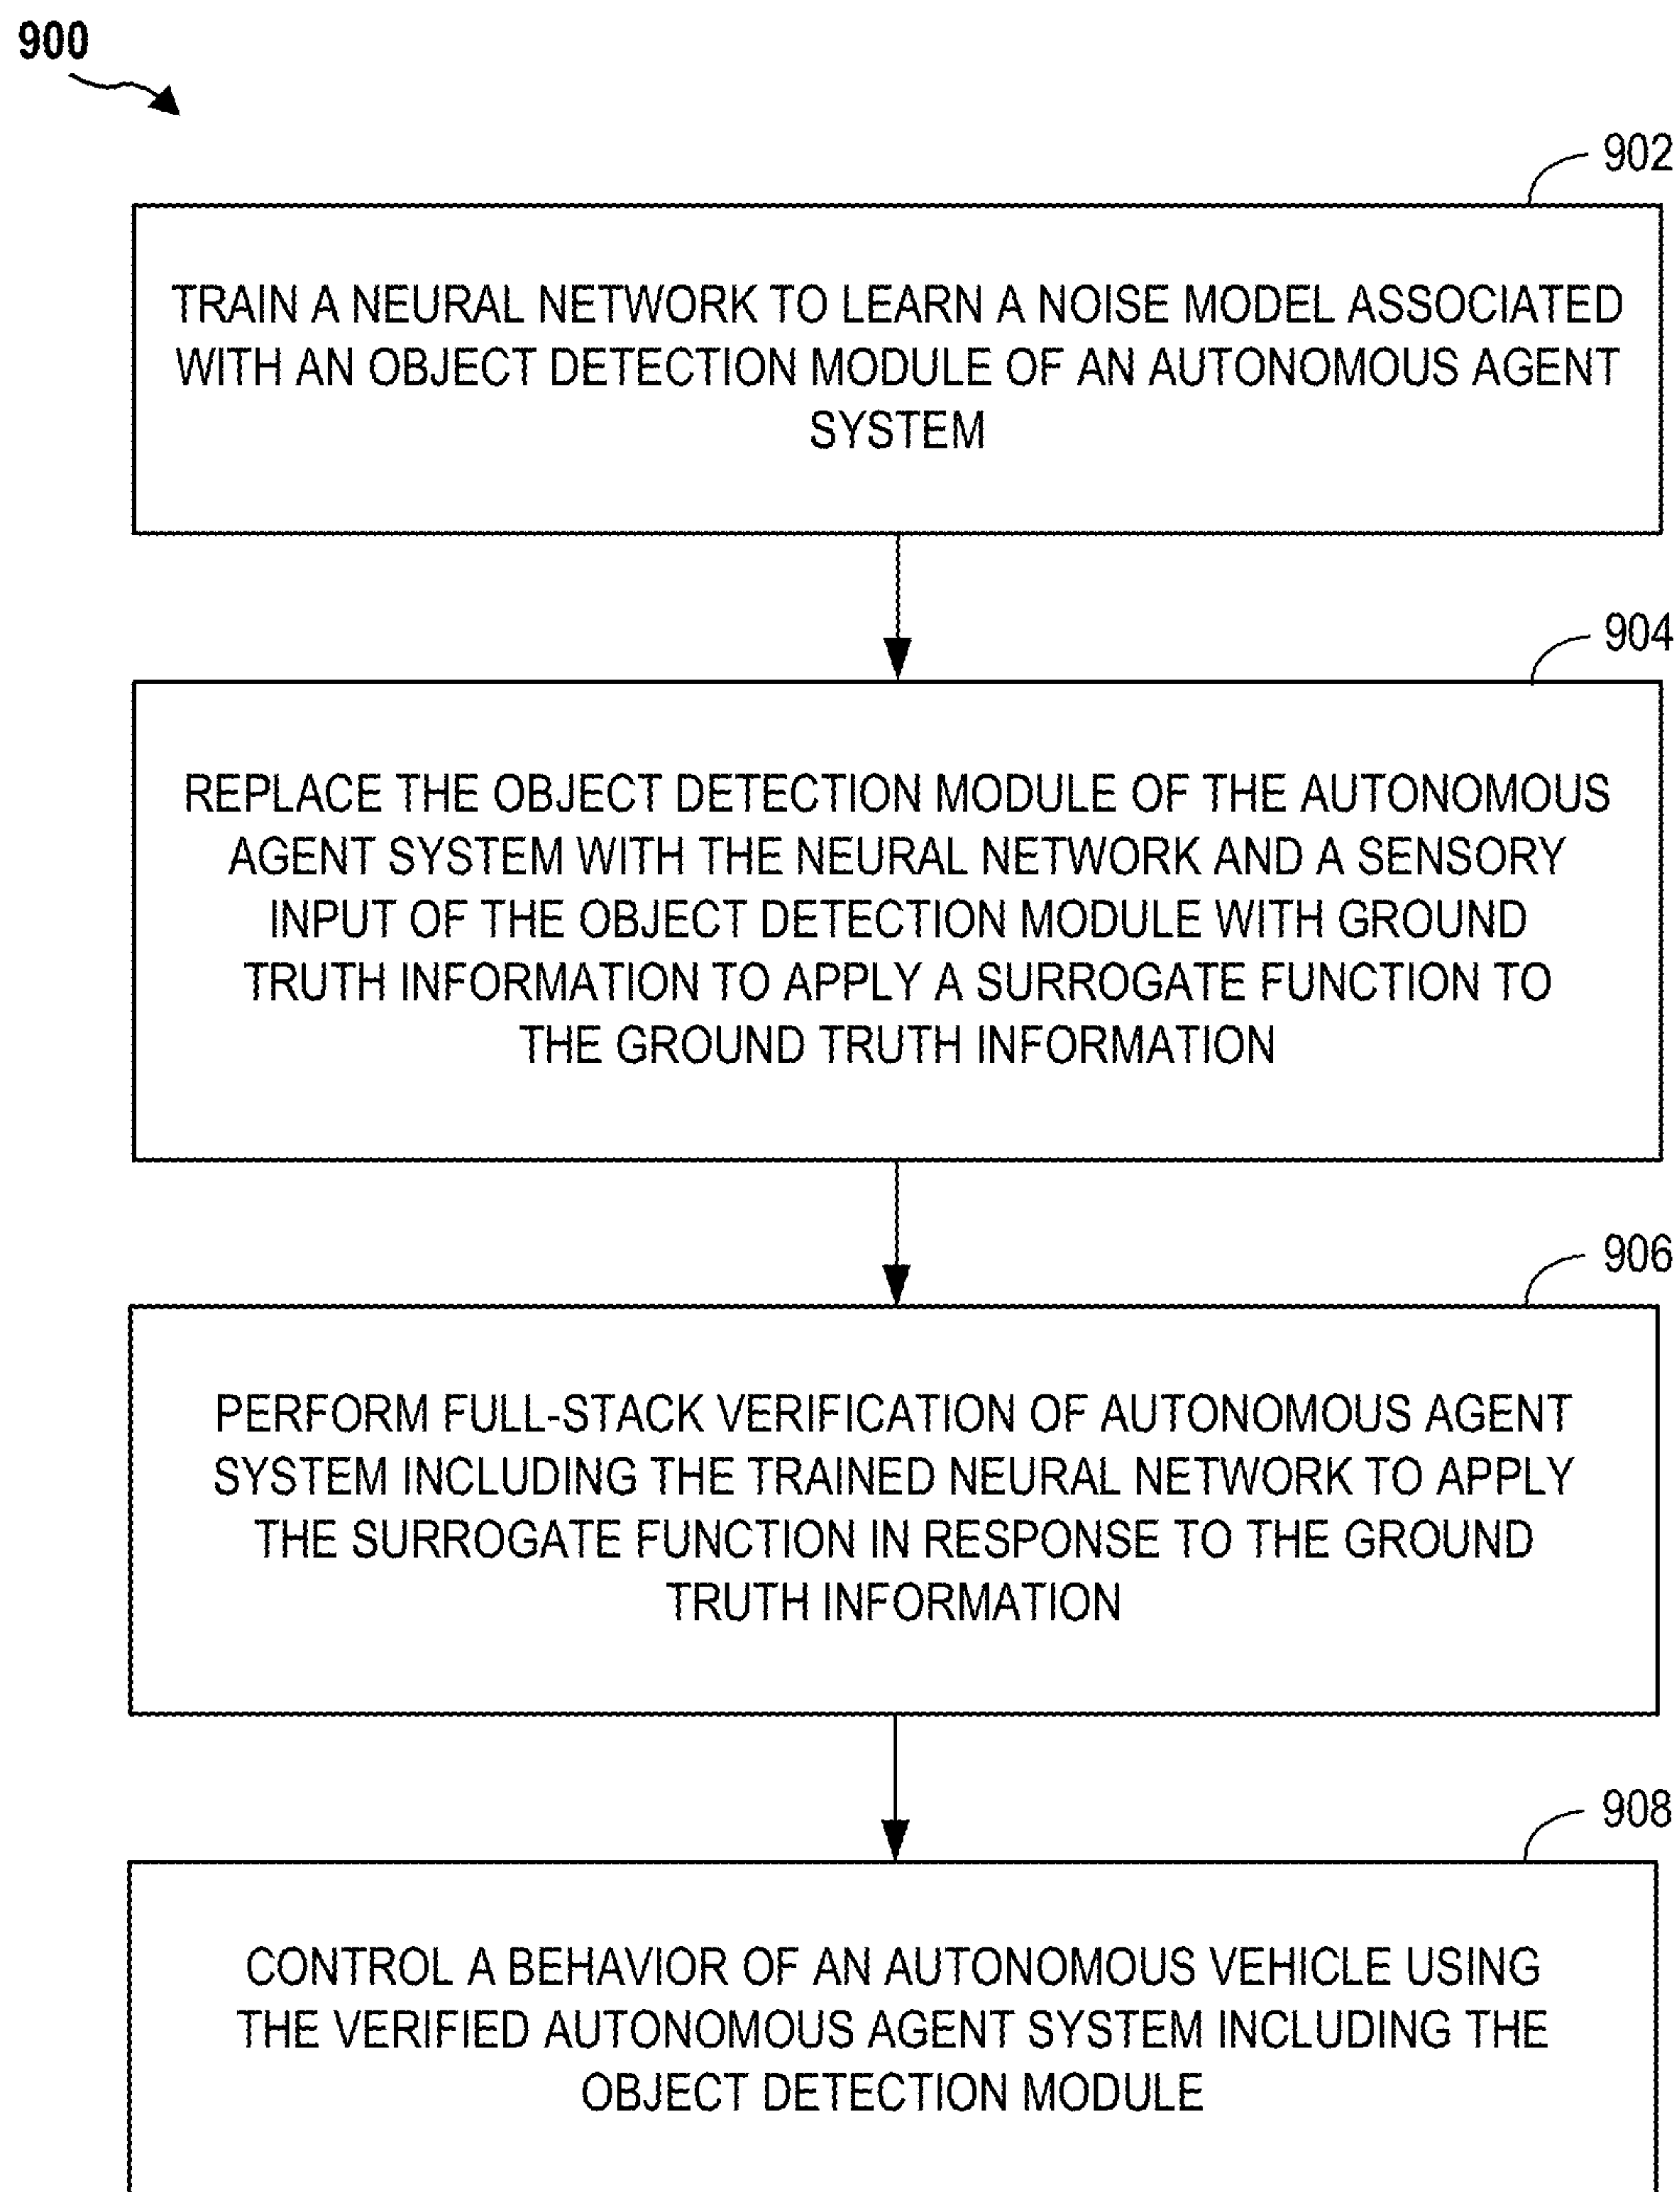 900
902
TRAIN A NEURAL NETWORK TO LEARN A NOISE MODEL ASSOCIATED
WITH AN OBJECT DETECTION MODULE OF AN AUTONOMOUS AGENT
SYSTEM
904
REPLACE THE OBJECT DETECTION MODULE OF THE AUTONOMOUS
AGENT SYSTEM WITH THE NEURAL NETWORK AND A SENSORY
INPUT OF THE OBJECT DETECTION MODULE WITH GROUND
TRUTH INFORMATION TO APPLY A SURROGATE FUNCTION TO
THE GROUND TRUTH INFORMATION
906
PERFORM FULL-STACK VERIFICATION OF AUTONOMOUS AGENT
SYSTEM INCLUDING THE TRAINED NEURAL NETWORK TO APPLY
THE SURROGATE FUNCTION IN RESPONSE TO THE GROUND
TRUTH INFORMATION
908
CONTROL A BEHAVIOR OF AN AUTONOMOUS VEHICLE USING
THE VERIFIED AUTONOMOUS AGENT SYSTEM INCLUDING THE
OBJECT DETECTION MODULE